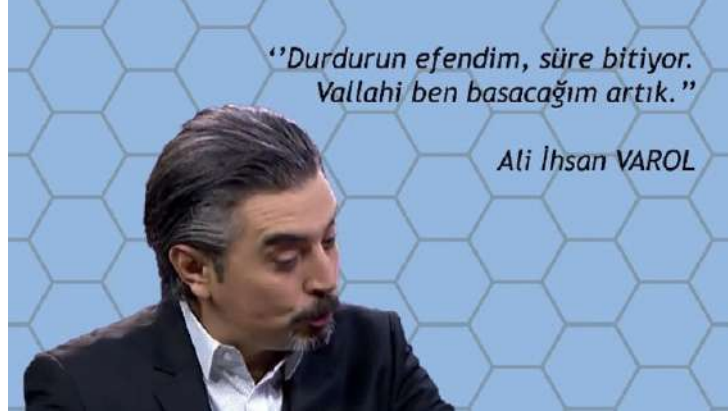 ‘’Durdurun efendim, süre bitiyor.
Vallahi ben basacağım artık.”
Ali İhsan VAROL